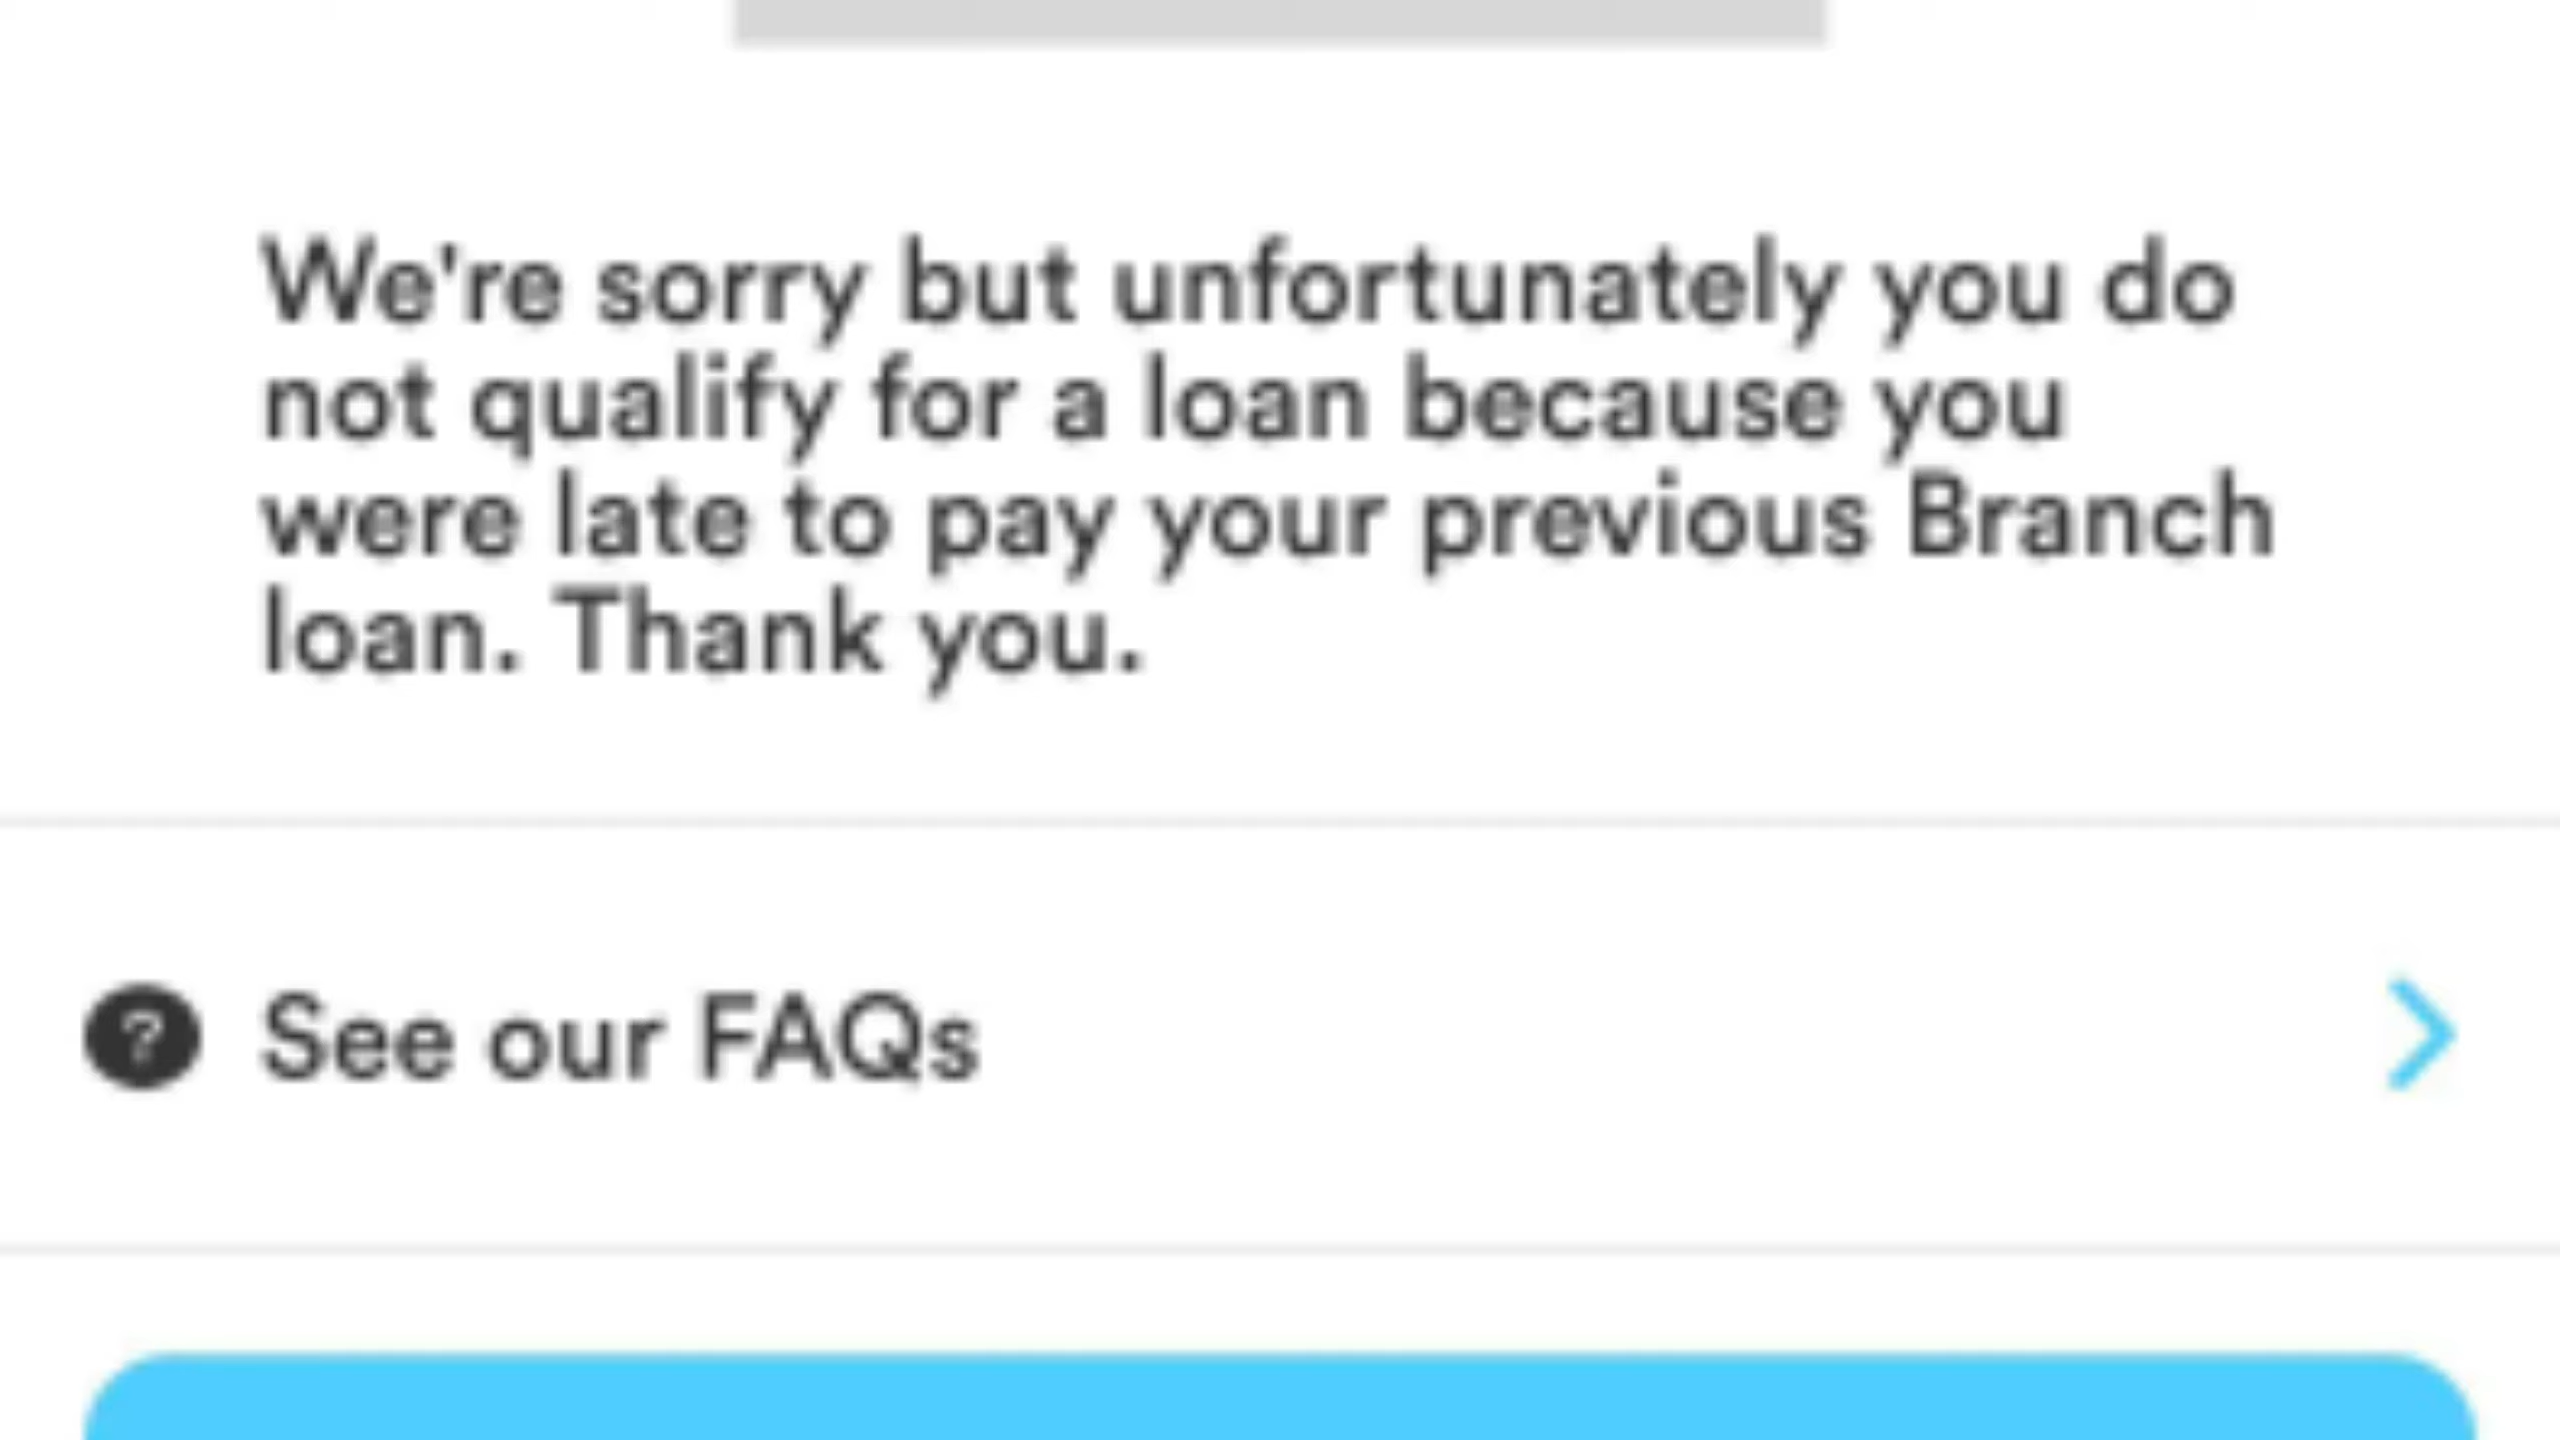 We're sorry but unfortunately you do
not qualify for a loan because you
were late to pay your previous Branch
loan. Thank you.
? See our FAQs